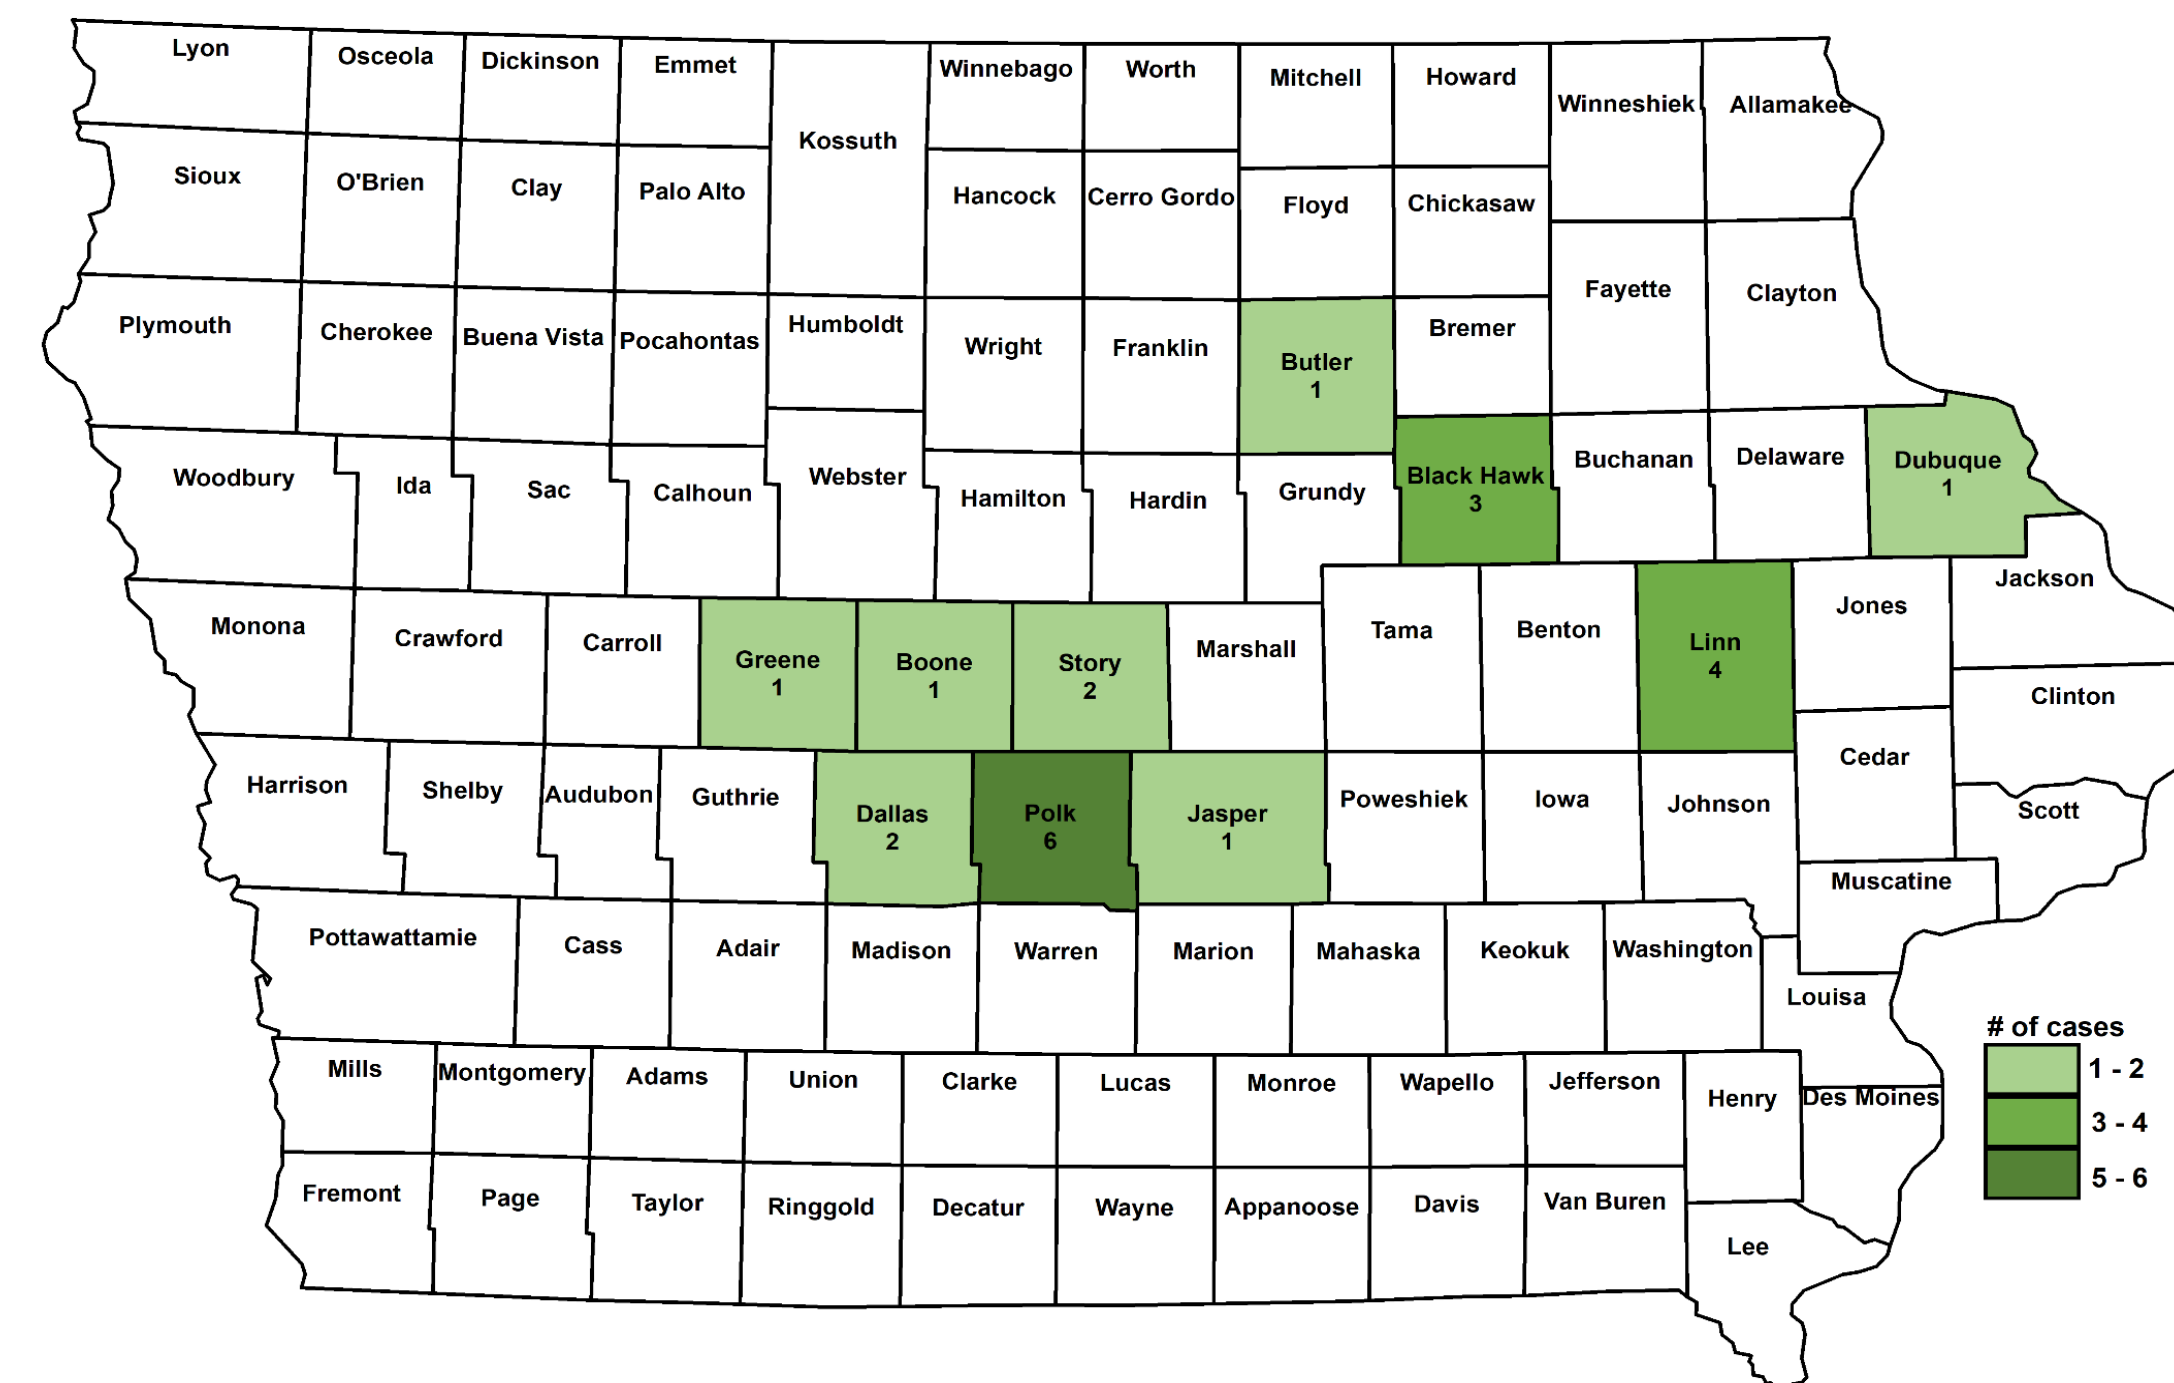 Lyon
Osceola
Dickinson
Emmet
Kossuth
Winnebago
Worth
Mitchell
Howard
Winneshiek
Allamakee
Sioux
O'Brien
Clay
Palo Alto
Hancock
Cerro Gordo
Floyd
Chickasaw
Fayette
Clayton
Plymouth
Cherokee
Buena Vista
Pocahontas
Humboldt
Wright
Franklin
Butler
1
Bremer
Woodbury
Ida
Sac
Calhoun
Webster
Hamilton
Hardin
Grundy
Black Hawk
3
Buchanan
Delaware
Dubuque
1
Monona
Crawford
Carroll
Greene
1
Boone
1
Story
2
Marshall
Tama
Benton
Linn
4
Jones
Jackson
Clinton
Harrison
Shelby
Audubon
Guthrie
Dallas
2
Polk
6
Jasper
1
Poweshiek
Iowa
Johnson
Cedar
Scott
Muscatine
Pottawattamie
Cass
Adair
Madison
Warren
Marion
Mahaska
Keokuk
Washington
Louisa
Mills
Montgomery
Adams
Union
Clarke
Lucas
Monroe
Wapello
Jefferson
Henry
Des Moines
Fremont
Page
Taylor
Ringgold
Decatur
Wayne
Appanoose
Davis
Van Buren
Lee
# of cases
1 - 2
3 - 4
5 - 6